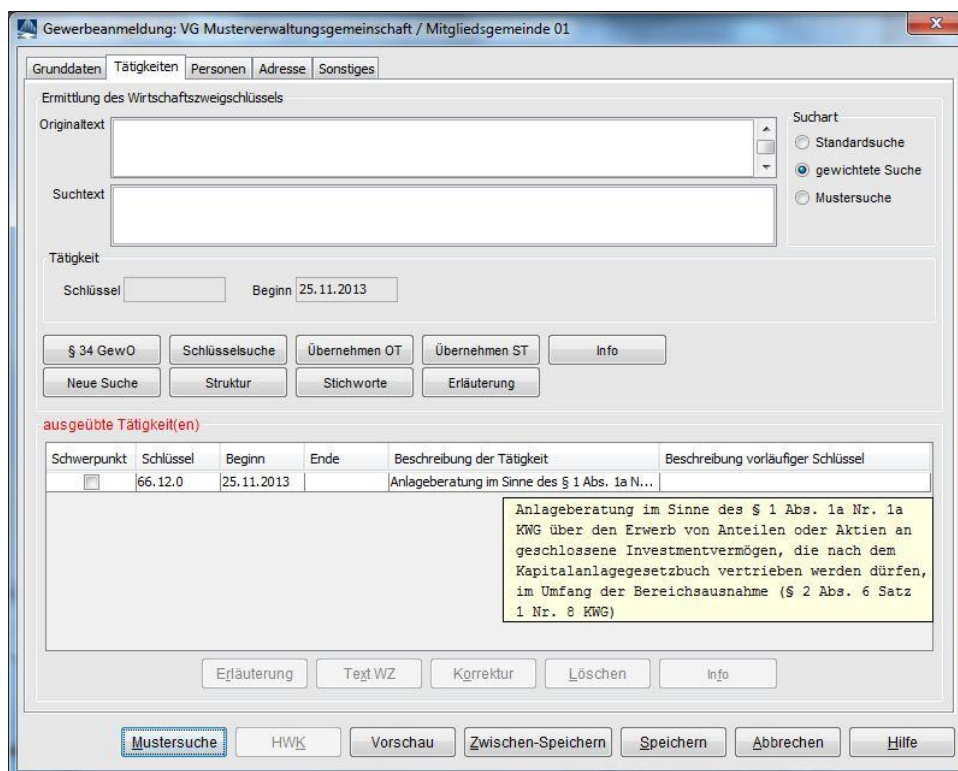 Gewerbeanmeldung: VG Musterverwaltungsgemeinschaft / Mitgliedsgemeinde 01
Grunddaten Tätigkeiten Personen Adresse Sonstiges
Ermittlung des Wirtschaftszweigschlüssels
Originaltext
Suchtext
Suchart
Standardsuche
gewichtete Suche
Mustersuche
Tätigkeit
Schlüssel Beginn 25.11.2013
§ 34 GewO Schlüsselsuche Übernehmen OT Übernehmen ST Info
Neue Suche Struktur Stichworte Erläuterung
ausgeübte Tätigkeit(en)
Schwerpunkt Schlüssel Beginn Ende Beschreibung der Tätigkeit Beschreibung vorläufiger Schlüssel
66.12.0 25.11.2013 Anlageberatung im Sinne des § 1 Abs. 1a N...
Anlageberatung im Sinne des § 1 Abs. 1a Nr. 1a
KWG über den Erwerb von Anteilen oder Aktien an
geschlossene Investmentvermögen, die nach dem
Kapitalanlagegesetzbuch vertrieben werden dürfen,
im Umfang der Bereichsausnahme (§ 2 Abs. 6 Satz
1 Nr. 8 KWG)
Erläuterung Text WZ Korrektur Löschen Info
Mustersuche HWK Vorschau Zwischen-Speichern Speichern Abbrechen Hilfe